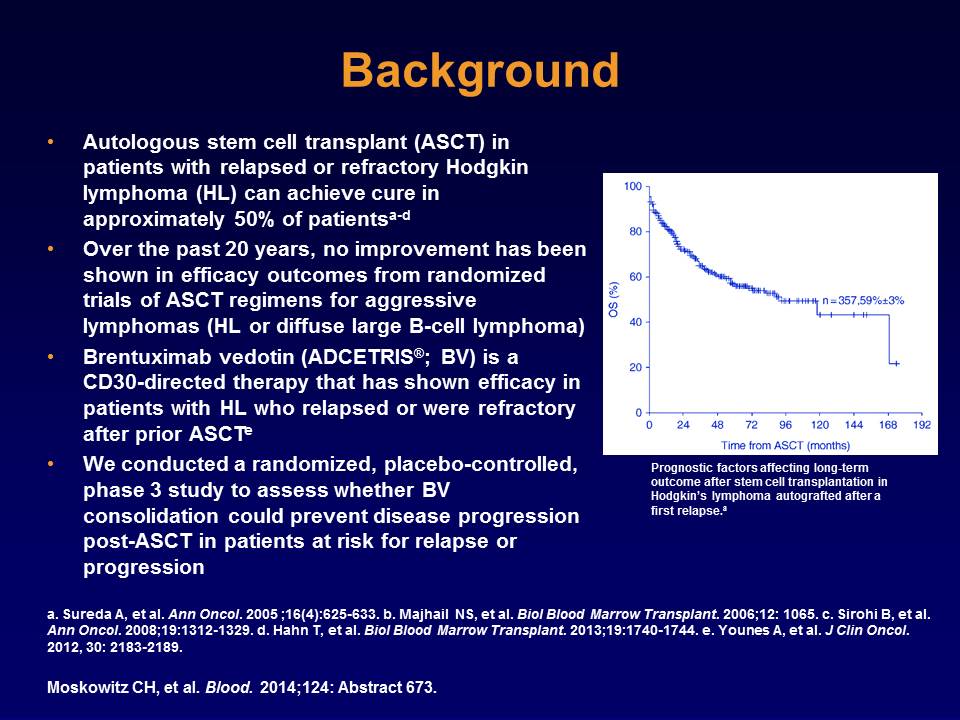 Background
• Autologous stem cell transplant (ASCT) in
patients with relapsed or refractory Hodgkin
lymphoma (HL) can achieve cure in
approximately 50% of patientsa-d
• Over the past 20 years, no improvement has been
shown in efficacy outcomes from randomized
trials of ASCT regimens for aggressive
lymphomas (HL or diffuse large B-cell lymphoma)
• Brentuximab vedotin (ADCETRIS®; BV) is a
CD30-directed therapy that has shown efficacy in
patients with HL who relapsed or were refractory
after prior ASCTe
• We conducted a randomized, placebo-controlled,
phase 3 study to assess whether BV
consolidation could prevent disease progression
post-ASCT in patients at risk for relapse or
progression
100
80
60
40
20
0
OS (%)
n=357,59%±3%
0 24 48 72 96 120 144 168 192
Time from ASCT (months)
Prognostic factors affecting long-term
outcome after stem cell transplantation in
Hodgkin's lymphoma autografted after a
first relapse.a
a. Sureda A, et al. Ann Oncol. 2005 ;16(4):625-633. b. Majhail NS, et al. Biol Blood Marrow Transplant. 2006;12: 1065. c. Sirohi B, et al.
Ann Oncol. 2008;19:1312-1329. d. Hahn T, et al. Biol Blood Marrow Transplant. 2013;19:1740-1744. e. Younes A, et al. J Clin Oncol.
2012, 30: 2183-2189.
Moskowitz CH, et al. Blood. 2014;124: Abstract 673.